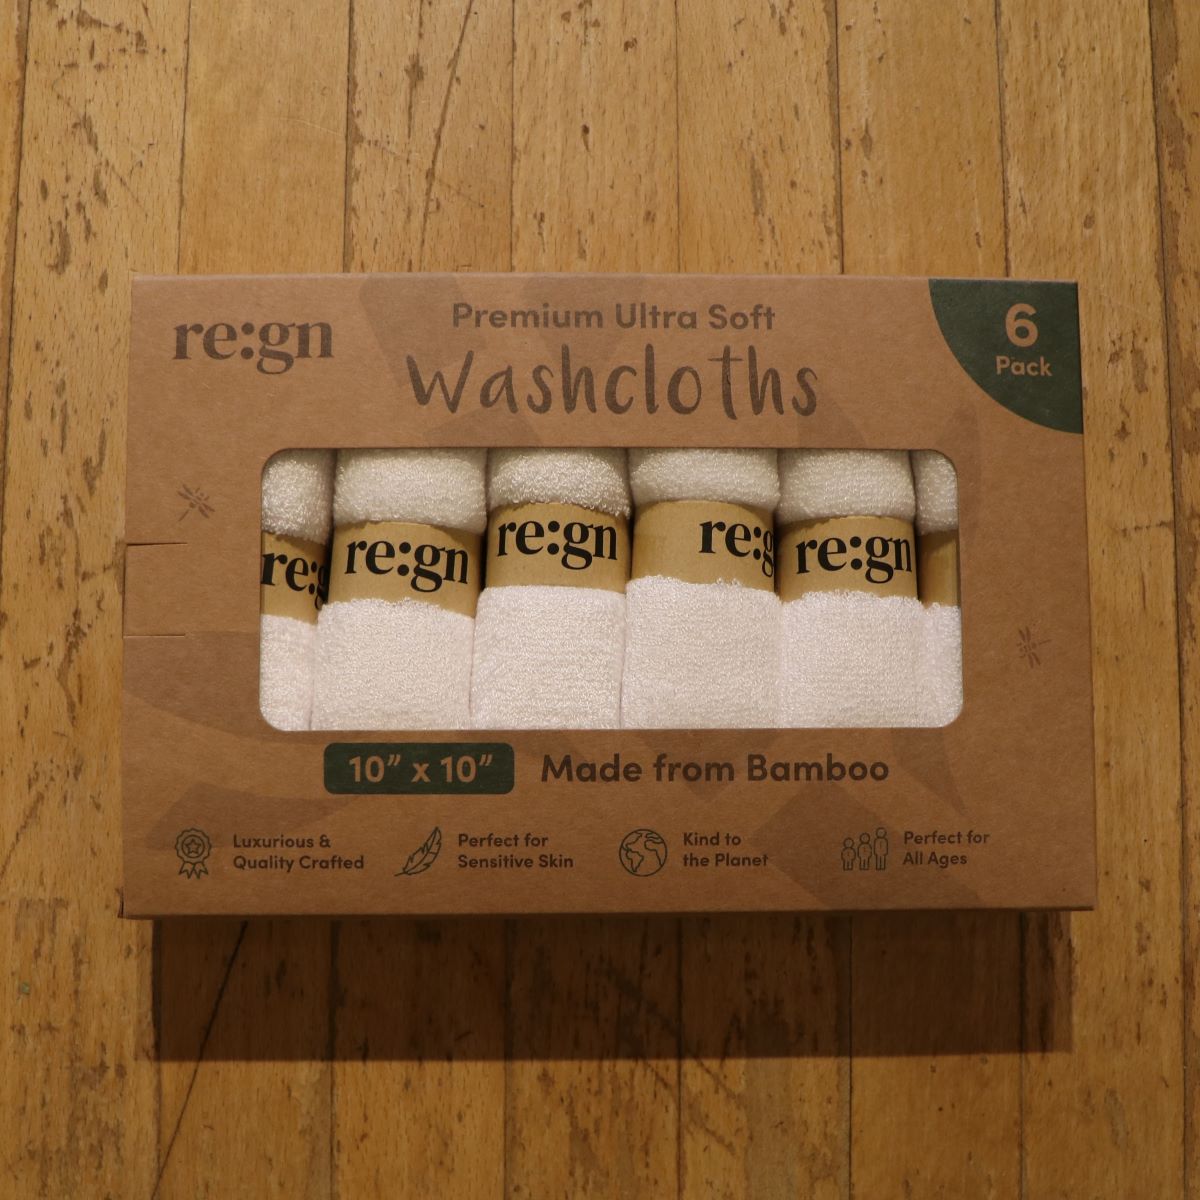 re:gn
Premium Ultra Soft
Washcloths
6
Pack
re:g
re:gn
re:gn
re:g
re:gn
10” x 10”
Made from Bamboo
Luxurious &
Quality Crafted
Perfect for
Sensitive Skin
Kind to
the Planet
Perfect for
All Ages